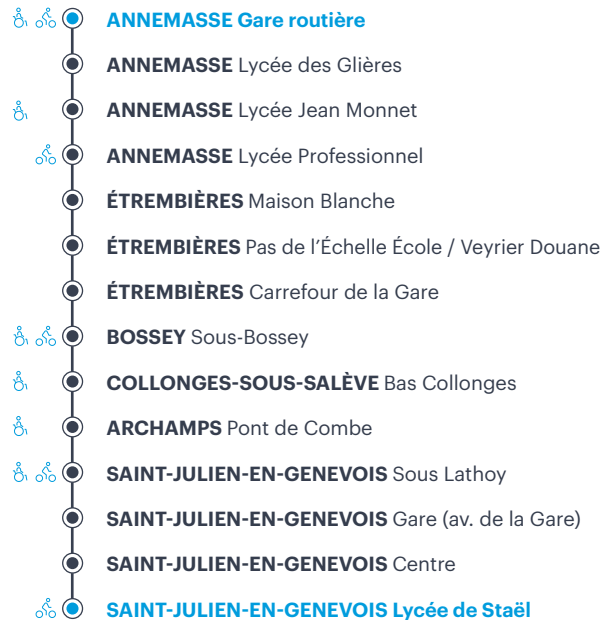 ANNEMASSE Gare routière
ANNEMASSE Lycée des Glières
ANNEMASSE Lycée Jean Monnet
ANNEMASSE Lycée Professionnel
ÉTREMBIÈRES Maison Blanche
ÉTREMBIÈRES Pas de l’Échelle École / Veyrier Douane
ÉTREMBIÈRES Carrefour de la Gare
BOSSEY Sous-Bossey
COLLONGES-SOUS-SALÈVE Bas Collonges
ARCHAMPS Pont de Combe
SAINT-JULIEN-EN-GENEVOIS Sous Lathoy
SAINT-JULIEN-EN-GENEVOIS Gare (av. de la Gare)
SAINT-JULIEN-EN-GENEVOIS Centre
SAINT-JULIEN-EN-GENEVOIS Lycée de Staël